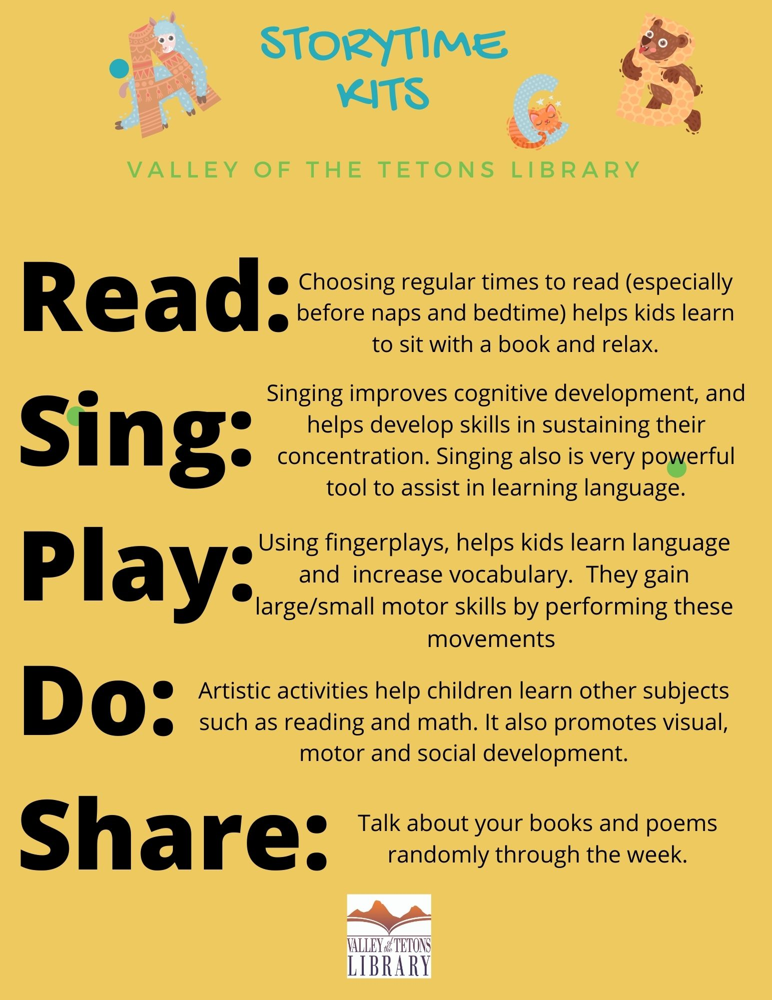 STORYTIME
KITS
VALLEY OF THE TETONS LIBRARY
Read:
Choosing regular times to read (especially
before naps and bedtime) helps kids learn
to sit with a book and relax.
Sing:
Singing improves cognitive development, and
helps develop skills in sustaining their
concentration. Singing also is very powerful
tool to assist in learning language.
Play:
Using fingerplays, helps kids learn language
and  increase vocabulary.  They gain
large/small motor skills by performing these
movements
Do:
Artistic activities help children learn other subjects
such as reading and math. It also promotes visual,
motor and social development.
Share:
Talk about your books and poems
randomly through the week.
VALLEY of the TETONS
LIBRARY